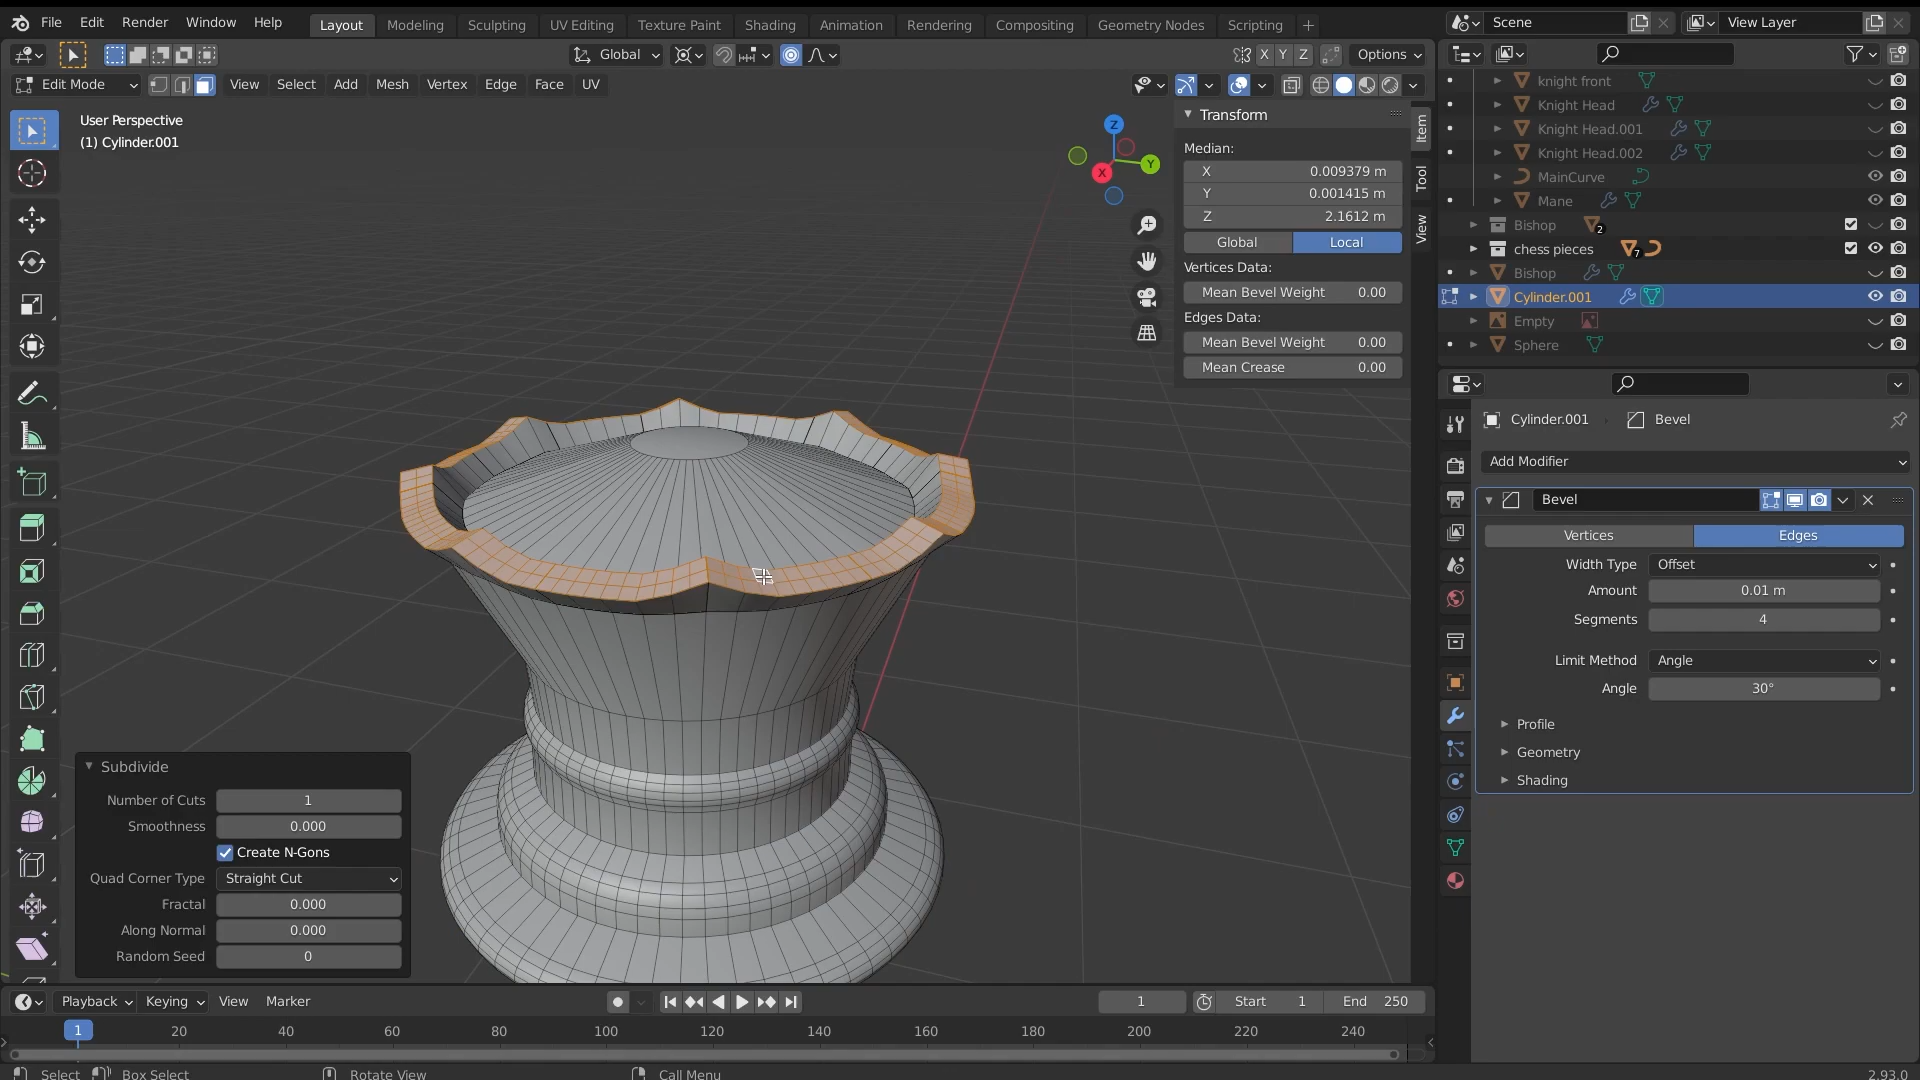 File Edit Render Window Help
Layout Modeling Sculpting UV Editing Texture Paint Shading Animation Rendering Compositing Geometry Nodes Scripting +
Scene
View Layer
Global
X Y Z Options
Edit Mode View Select Add Mesh Vertex Edge Face UV
User Perspective
(1) Cylinder.001
Z
Y
X
Transform
Median:
X 0.009379 m
Y 0.001415 m
Z 2.1612 m
Global Local
Vertices Data:
Mean Bevel Weight 0.00
Edges Data:
Mean Bevel Weight 0.00
Mean Crease 0.00
Item
Tool
View
knight front
Knight Head
Knight Head.001
Knight Head.002
MainCurve
Mane
Bishop 2
chess pieces 7
Bishop
Cylinder.001
Empty
Sphere
Cylinder.001 Bevel
Add Modifier
Bevel
Vertices Edges
Width Type Offset
Amount 0.01 m
Segments 4
Limit Method Angle
Angle 30°
Profile
Geometry
Shading
Subdivide
Number of Cuts 1
Smoothness 0.000
Create N-Gons
Quad Corner Type Straight Cut
Fractal 0.000
Along Normal 0.000
Random Seed 0
Playback Keying View Marker
1 Start 1 End 250
1 20 40 60 80 100 120 140 160 180 200 220 240
Select Box Select Rotate View Call Menu 2.93.0